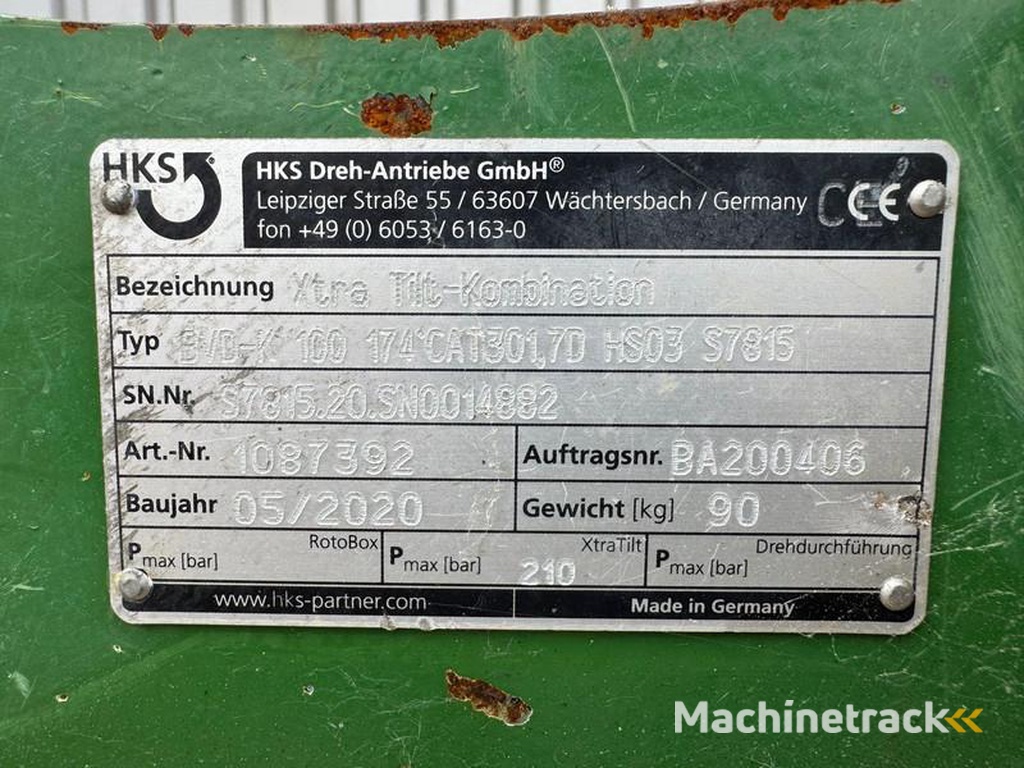 HKS
HKS Dreh-Antriebe GmbH®
Leipziger Straße 55 / 63607 Wächtersbach / Germany
fon +49 (0) 6053 / 6163-0
CE
Bezeichnung Xtra Tilt-Kombination
Typ BVD-K 100 174°CAT301,7D HS03 S7815
SN.Nr. S7815.20.SN0014882
Art.-Nr. 1087392 Auftragsnr. BA200406
Baujahr 05/2020 Gewicht [kg] 90
RotoBox XtraTilt Drehdurchführung
Pmax [bar] Pmax [bar] 210 Pmax [bar]
www.hks-partner.com Made in Germany
Machinetrack